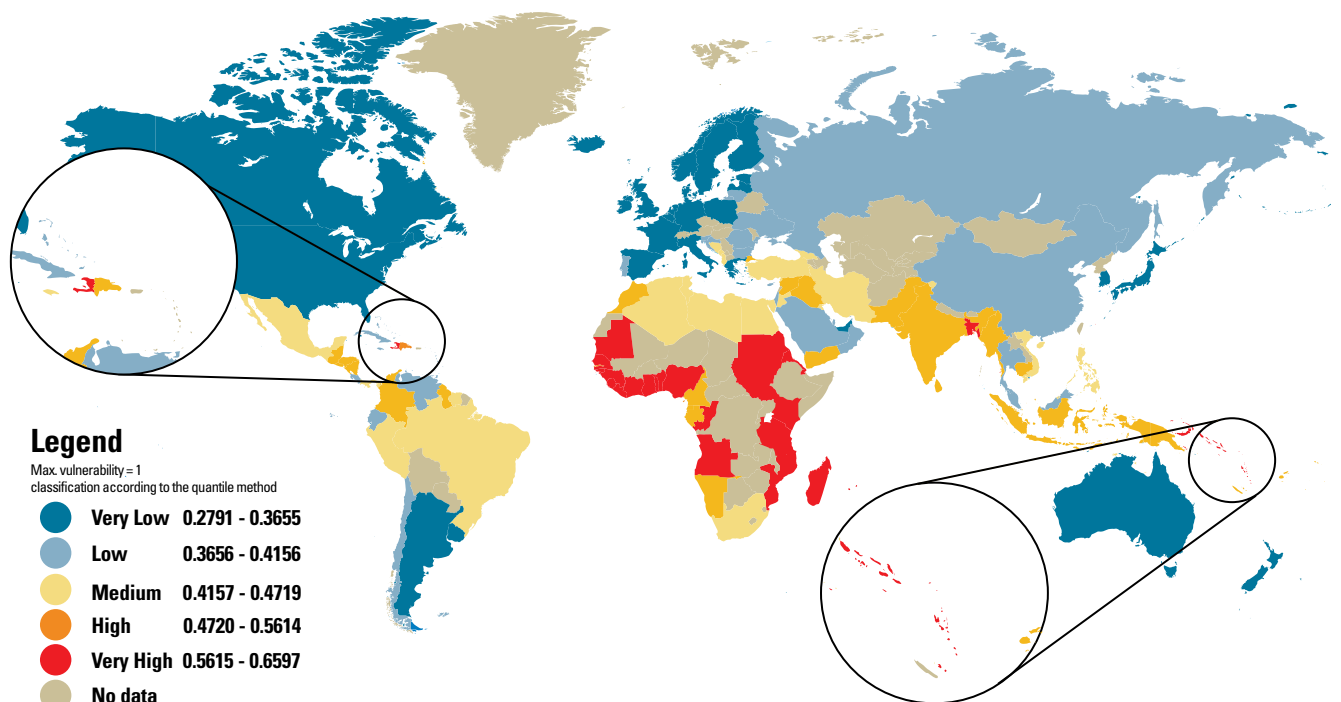 Legend
Max. vulnerability = 1
classification according to the quantile method
Very Low 0.2791 - 0.3655
Low 0.3656 - 0.4156
Medium 0.4157 - 0.4719
High 0.4720 - 0.5614
Very High 0.5615 - 0.6597
No data